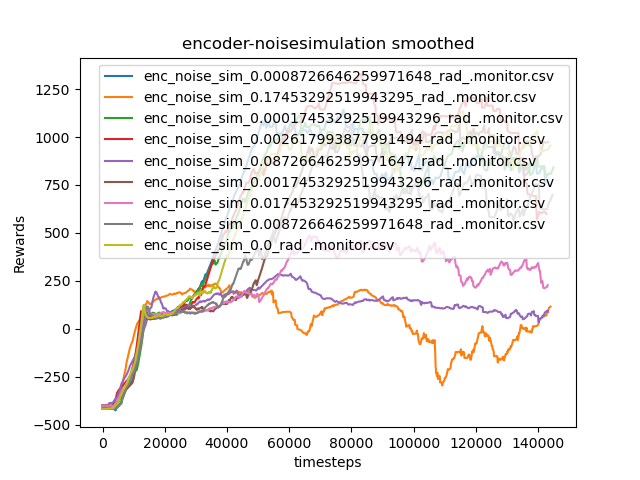 encoder-noisesimulation smoothed
enc_noise_sim_0.0008726646259971648_rad_.monitor.csv
enc_noise_sim_0.17453292519943295_rad_.monitor.csv
enc_noise_sim_0.00017453292519943296_rad_.monitor.csv
enc_noise_sim_0.002617993877991494_rad_.monitor.csv
enc_noise_sim_0.08726646259971647_rad_.monitor.csv
enc_noise_sim_0.0017453292519943296_rad_.monitor.csv
enc_noise_sim_0.017453292519943295_rad_.monitor.csv
enc_noise_sim_0.008726646259971648_rad_.monitor.csv
enc_noise_sim_0.0_rad_.monitor.csv
1250
1000
750
500
250
0
−250
−500
Rewards
0 20000 40000 60000 80000 100000 120000 140000
timesteps